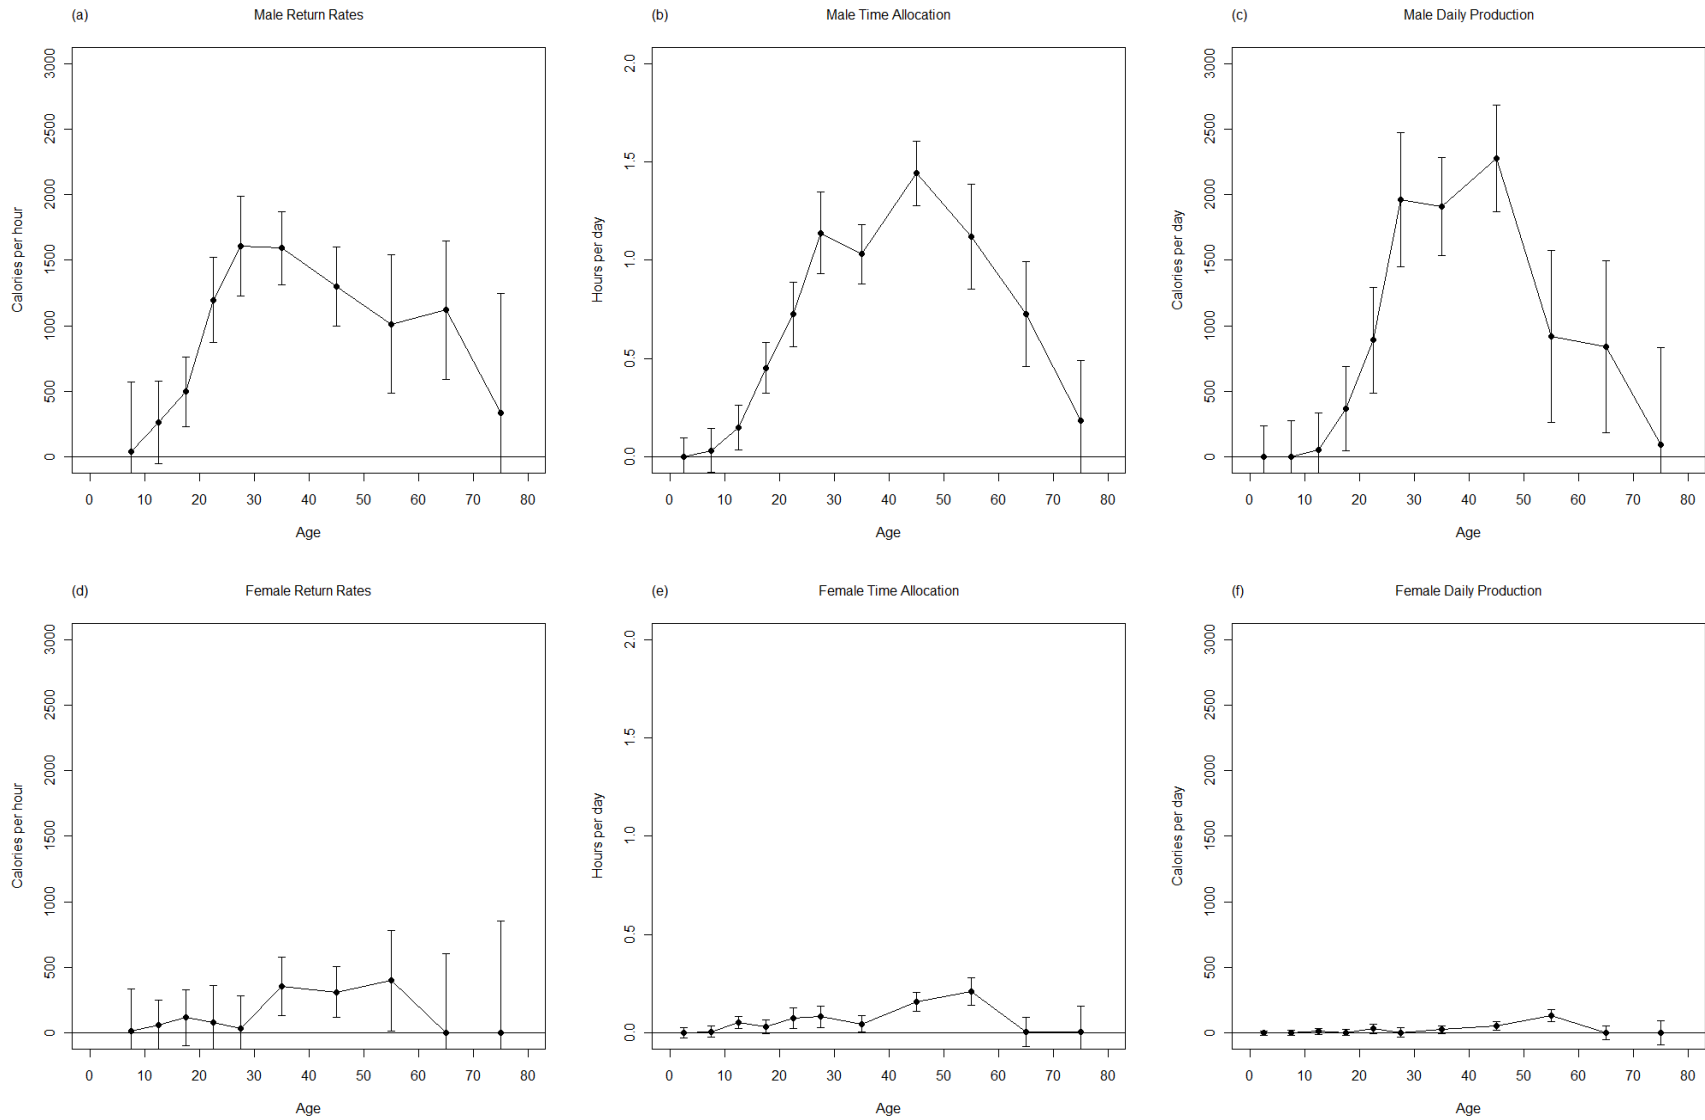 (a) Male Return Rates
Calories per hour
3000
2500
2000
1500
1000
500
0
0 10 20 30 40 50 60 70 80
Age
(b) Male Time Allocation
Hours per day
2.0
1.5
1.0
0.5
0.0
0 10 20 30 40 50 60 70 80
Age
(c) Male Daily Production
Calories per day
3000
2500
2000
1500
1000
500
0
0 10 20 30 40 50 60 70 80
Age
(d) Female Return Rates
Calories per hour
3000
2500
2000
1500
1000
500
0
0 10 20 30 40 50 60 70 80
Age
(e) Female Time Allocation
Hours per day
2.0
1.5
1.0
0.5
0.0
0 10 20 30 40 50 60 70 80
Age
(f) Female Daily Production
Calories per day
3000
2500
2000
1500
1000
500
0
0 10 20 30 40 50 60 70 80
Age